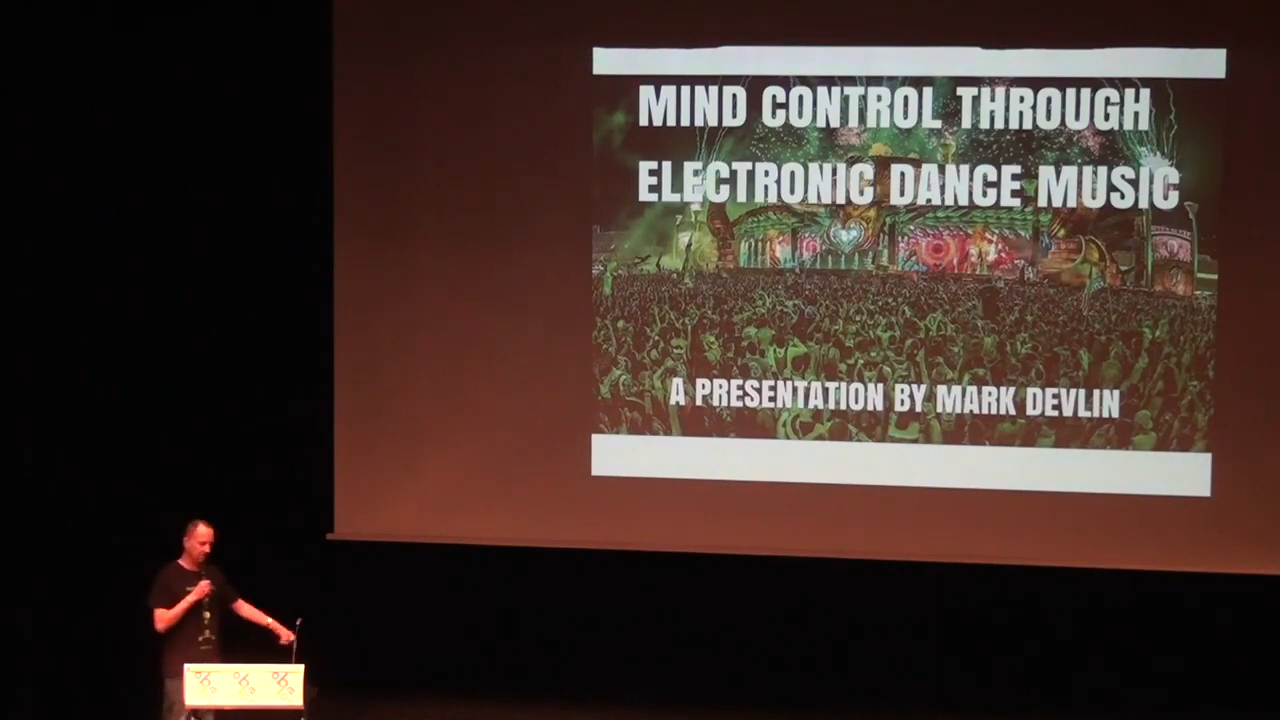 MIND CONTROL THROUGH
ELECTRONIC DANCE MUSIC
A PRESENTATION BY MARK DEVLIN